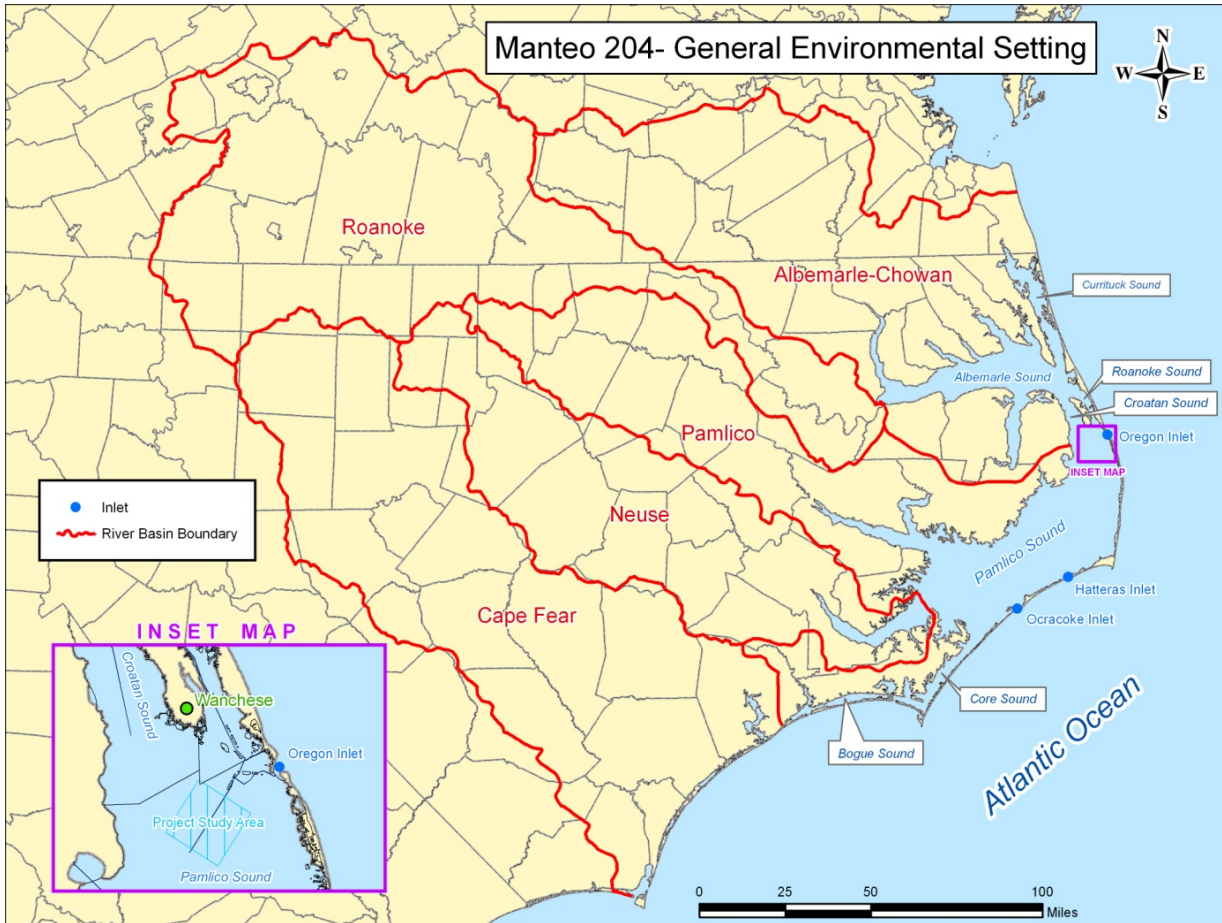 Manteo 204- General Environmental Setting
N
W E
S
Roanoke
Albemarle-Chowan
Currituck Sound
Albemarle Sound
Roanoke Sound
Croatan Sound
Oregon Inlet
INSET MAP
Pamlico
Neuse
Pamlico Sound
Hatteras Inlet
Ocracoke Inlet
Cape Fear
Core Sound
Bogue Sound
Atlantic Ocean
Inlet
River Basin Boundary
INSET MAP
Croatan Sound
Wanchese
Oregon Inlet
Project Study Area
Pamlico Sound
0 25 50 100
Miles